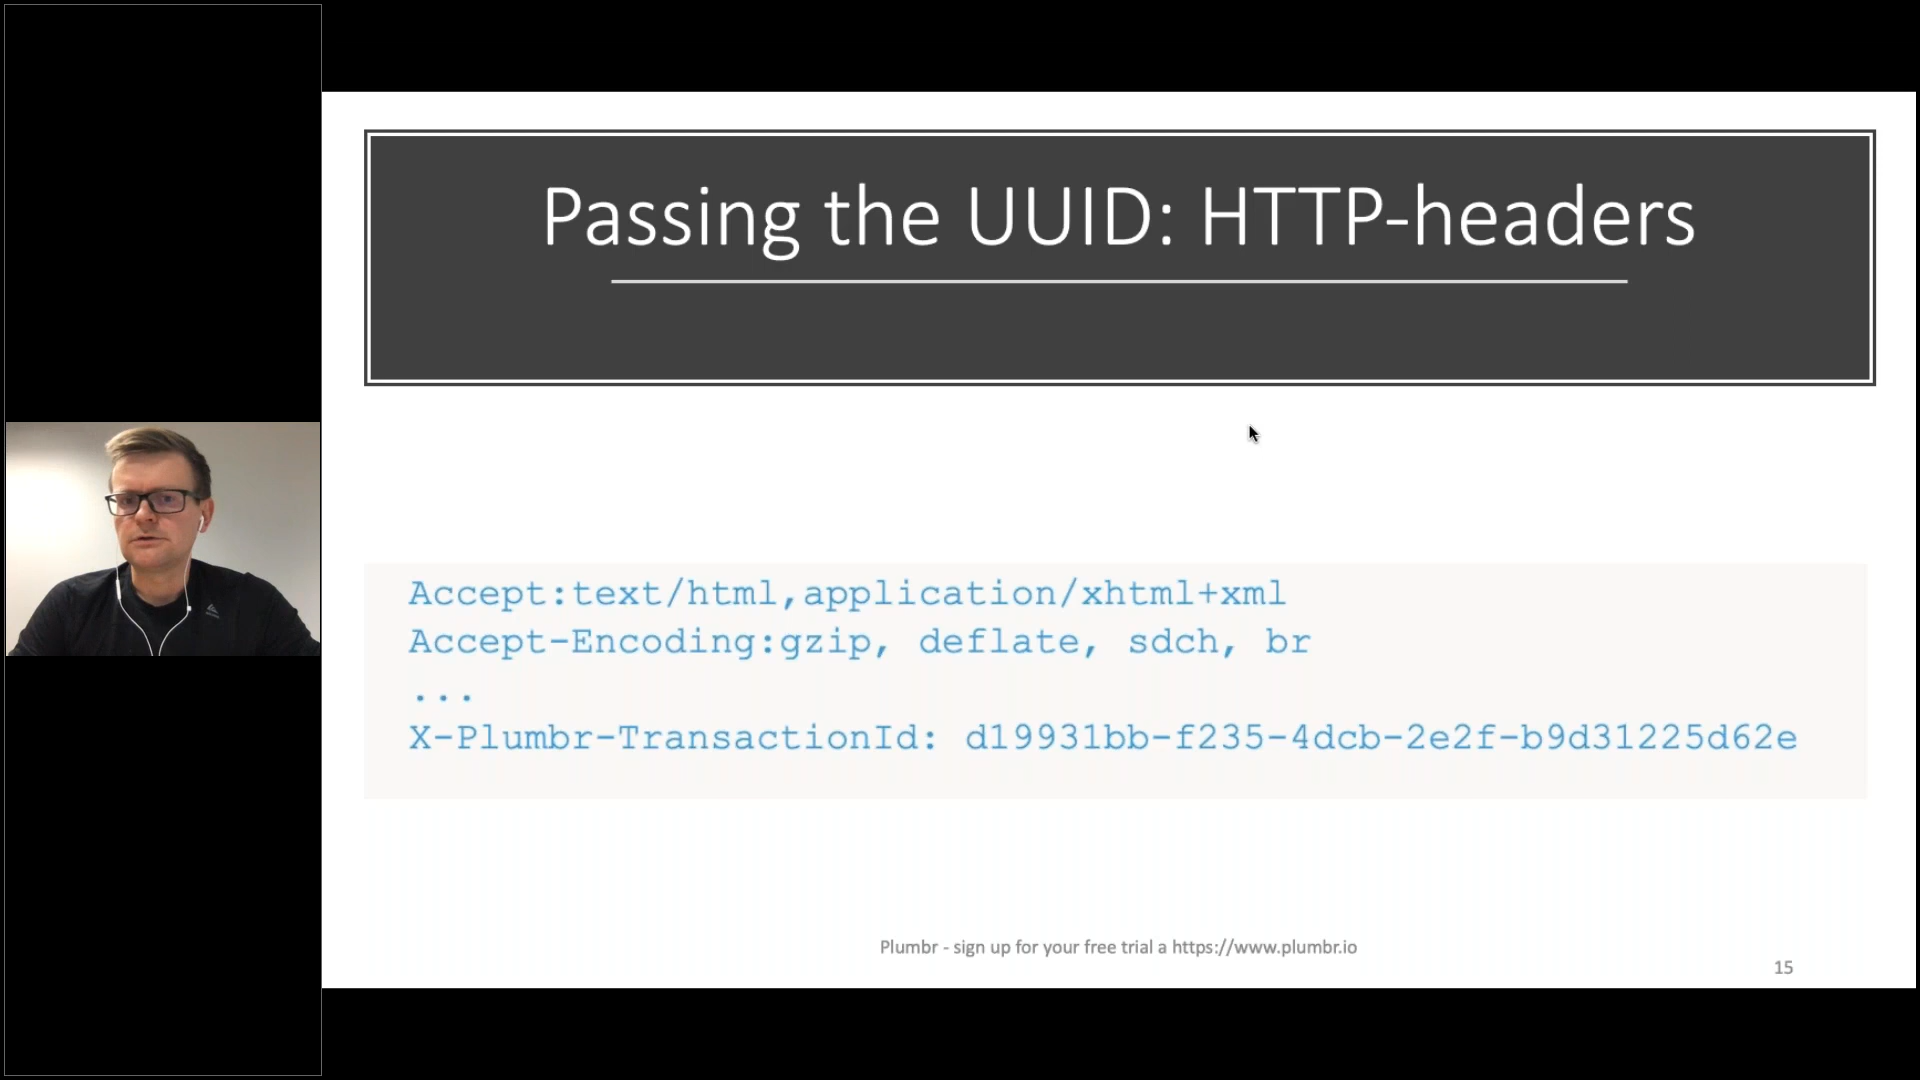 Passing the UUID: HTTP-headers
Accept:text/html,application/xhtml+xml
Accept-Encoding:gzip, deflate, sdch, br
...
X-Plumbr-TransactionId: d19931bb-f235-4dcb-2e2f-b9d31225d62e
Plumbr - sign up for your free trial a https://www.plumbr.io
15